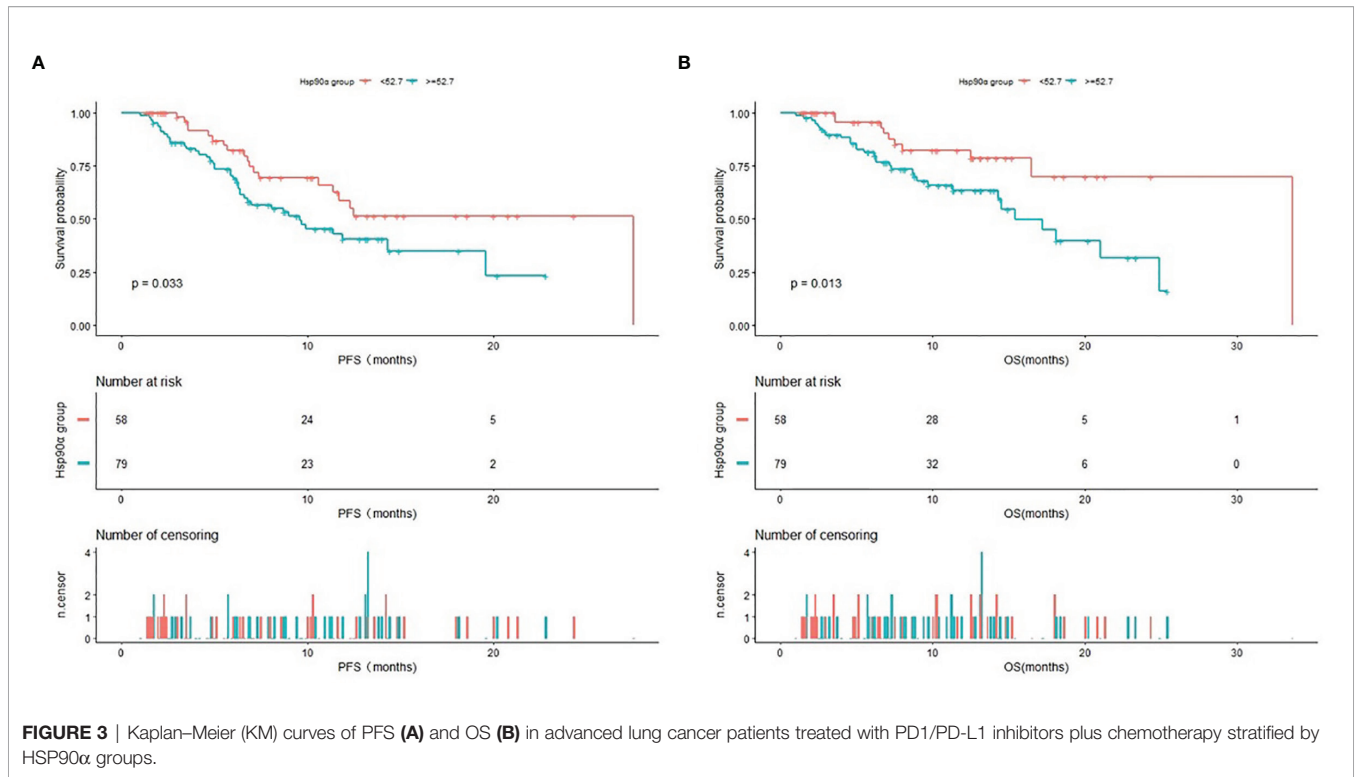 A
Hsp90α group <52.7 >=52.7
Survival probability
1.00
0.75
0.50
0.25
0.00
p = 0.033
0 10 20
PFS（months)
Number at risk
Hsp90α group
58 24 5
79 23 2
0 10 20
PFS（months)
Number of censoring
n.censor
4
2
1
0
0 10 20
PFS（months)
B
Hsp90α group <52.7 >=52.7
Survival probability
1.00
0.75
0.50
0.25
0.00
p = 0.013
0 10 20 30
OS(months)
Number at risk
Hsp90α group
58 28 5 1
79 32 6 0
0 10 20 30
OS(months)
Number of censoring
n.censor
4
2
1
0
0 10 20 30
OS(months)
FIGURE 3 | Kaplan–Meier (KM) curves of PFS (A) and OS (B) in advanced lung cancer patients treated with PD1/PD-L1 inhibitors plus chemotherapy stratified by
HSP90α groups.